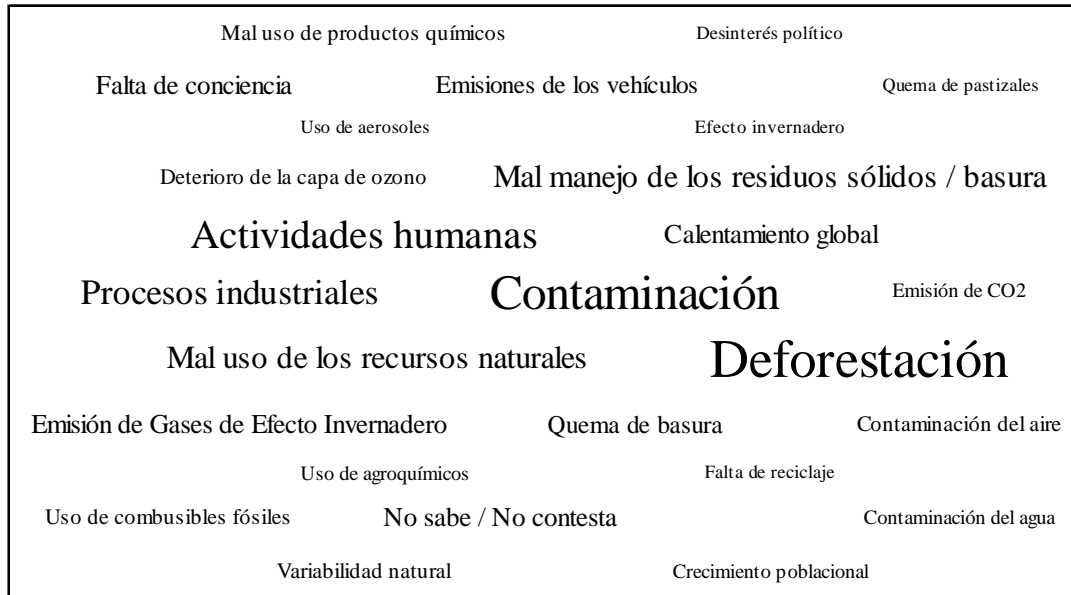 Mal uso de productos químicos Desinterés político
Falta de conciencia Emisiones de los vehículos Quema de pastizales
Uso de aerosoles Efecto invernadero
Deterioro de la capa de ozono Mal manejo de los residuos sólidos / basura
Actividades humanas Calentamiento global
Procesos industriales Contaminación Emisión de CO2
Mal uso de los recursos naturales Deforestación
Emisión de Gases de Efecto Invernadero Quema de basura Contaminación del aire
Uso de agroquímicos Falta de reciclaje
Uso de combusibles fósiles No sabe / No contesta Contaminación del agua
Variabilidad natural Crecimiento poblacional